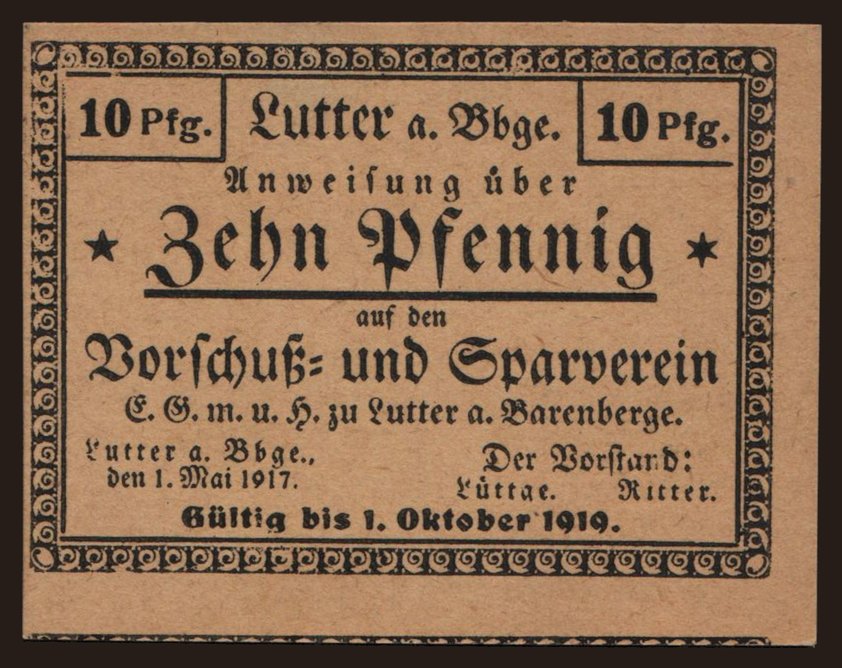 10 Pfg. Lutter a. Bbge. 10 Pfg.
Anweisung über
Zehn Pfennig
auf den
Vorschuß- und Sparverein
E. G. m. u. H. zu Lutter a. Barenberge.
Lutter a. Bbge.,
den 1. Mai 1917.
Der Vorstand:
Lüttge. Ritter.
Gültig bis 1. Oktober 1919.